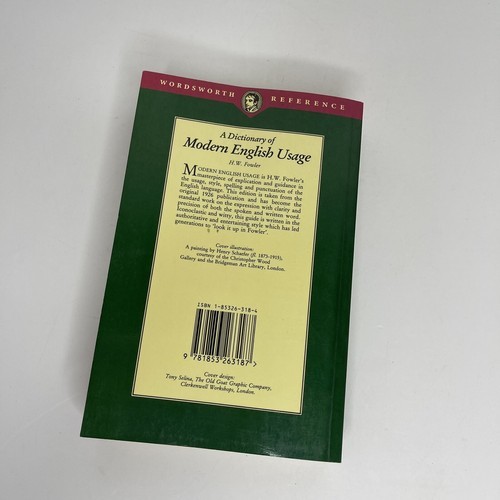 WORDSWORTH REFERENCE
A Dictionary of
Modern English Usage
H.W. Fowler
MODERN ENGLISH USAGE is H.W. Fowler's
masterpiece of explication and guidance in
the usage, style, spelling and punctuation of the
English language. This edition is taken from the
original 1926 publication and has become the
standard work on the expression with clarity and
precision of both the spoken and written word.
Iconoclastic and witty, this guide is written in the
authoritative and entertaining style which has led
generations to 'look it up in Fowler'.
Cover illustration:
A painting by Henry Schaefer (fl. 1875-1915),
courtesy of the Christopher Wood
Gallery and the Bridgeman Art Library, London.
ISBN 1-85326-318-4
9 781853 263187 >
Cover design:
Tony Selina, The Old Goat Graphic Company,
Clerkenwell Workshops, London.